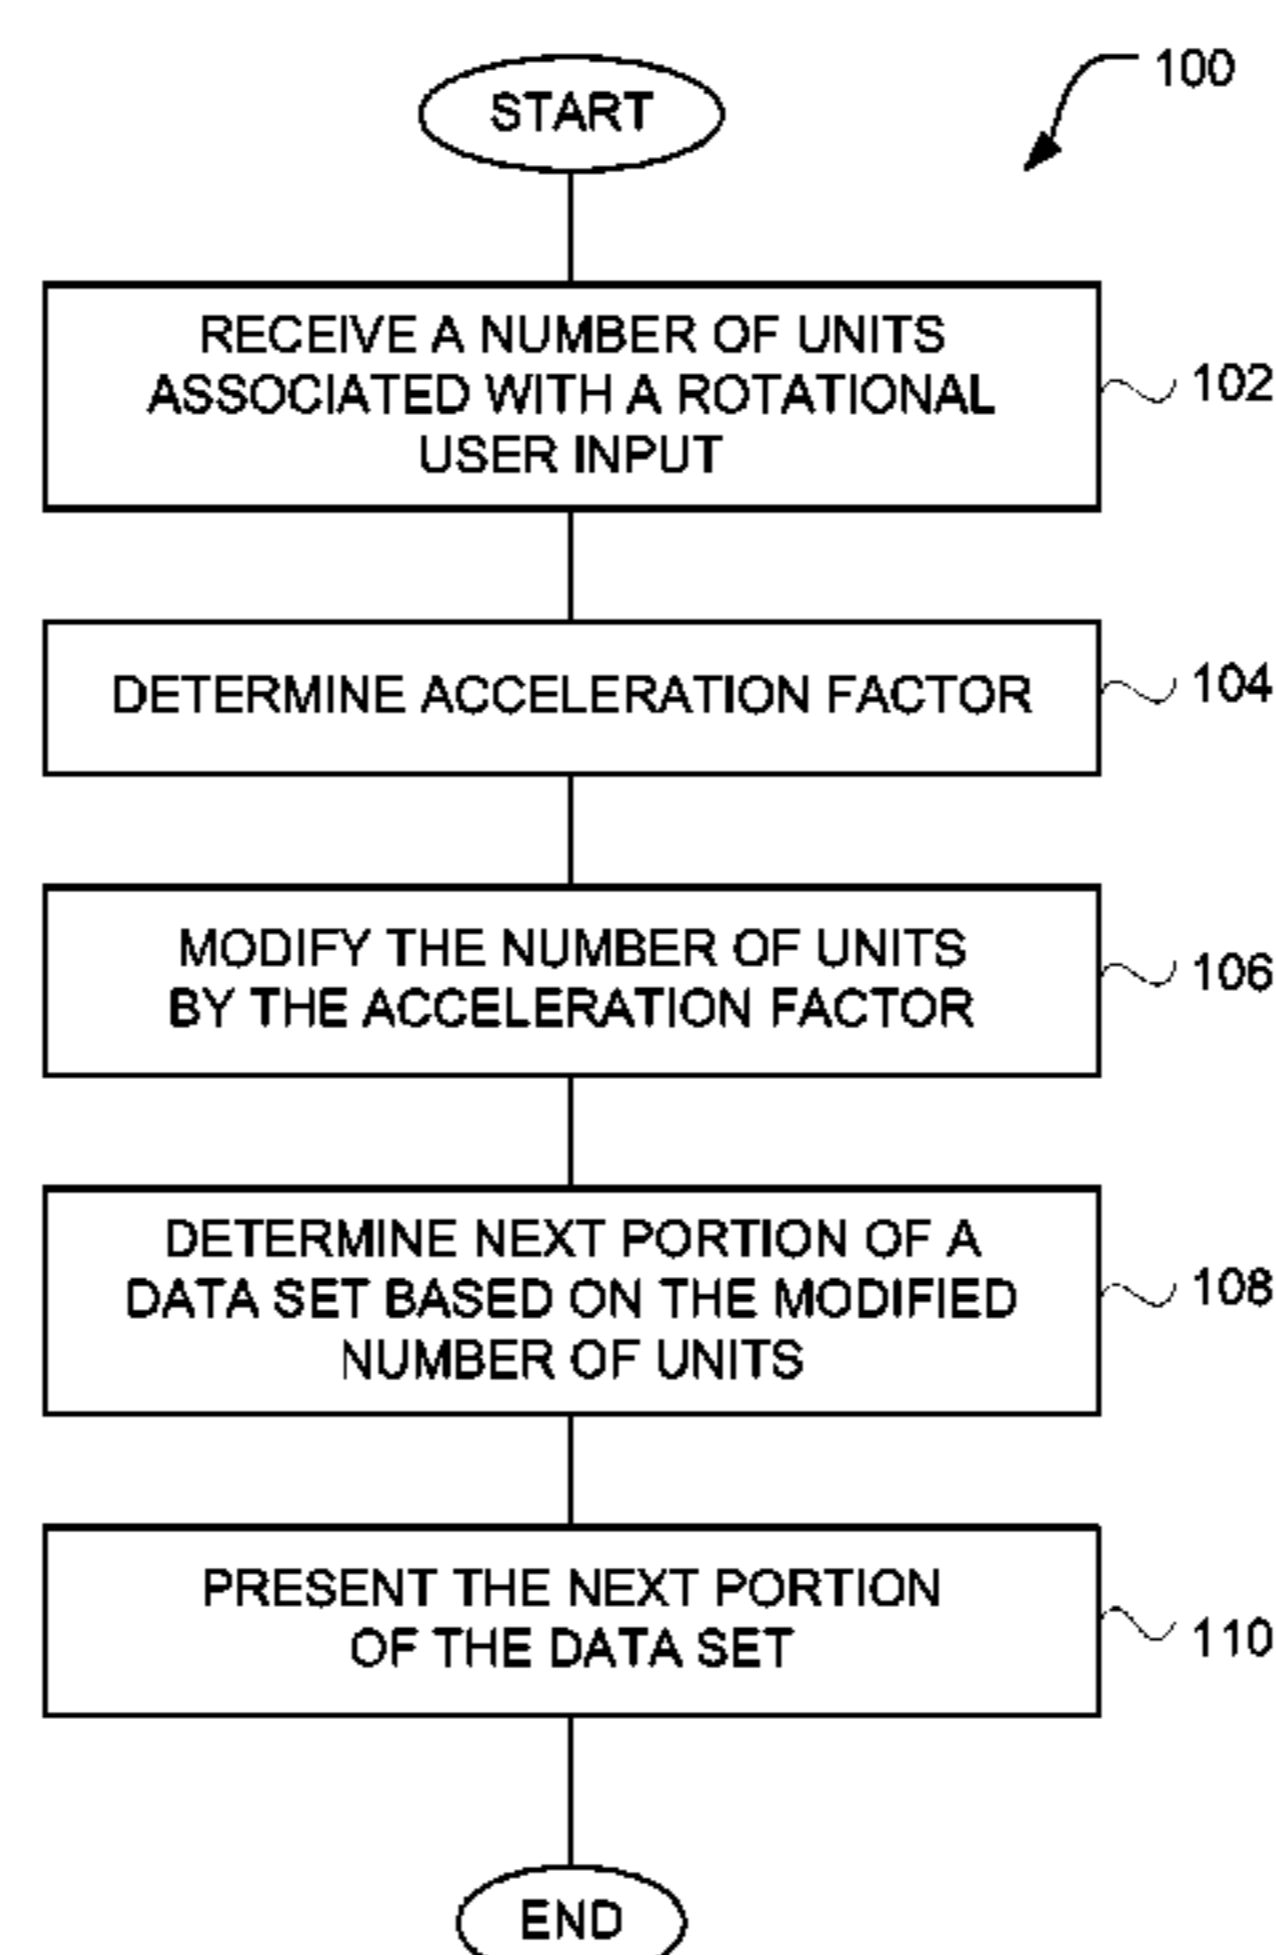 100
START
RECEIVE A NUMBER OF UNITS
ASSOCIATED WITH A ROTATIONAL
USER INPUT
102
DETERMINE ACCELERATION FACTOR
104
MODIFY THE NUMBER OF UNITS
BY THE ACCELERATION FACTOR
106
DETERMINE NEXT PORTION OF A
DATA SET BASED ON THE MODIFIED
NUMBER OF UNITS
108
PRESENT THE NEXT PORTION
OF THE DATA SET
110
END